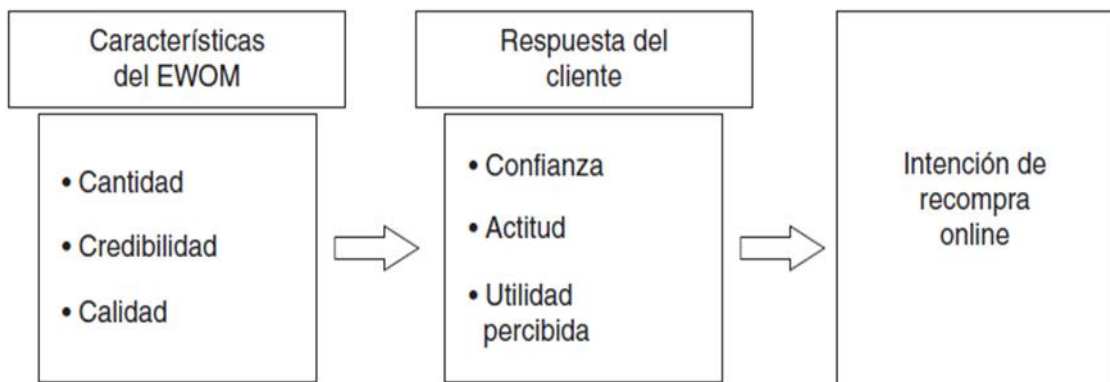 Características
del EWOM
• Cantidad
• Credibilidad
• Calidad
Respuesta del
cliente
• Confianza
• Actitud
• Utilidad
percibida
Intención de
recompra
online